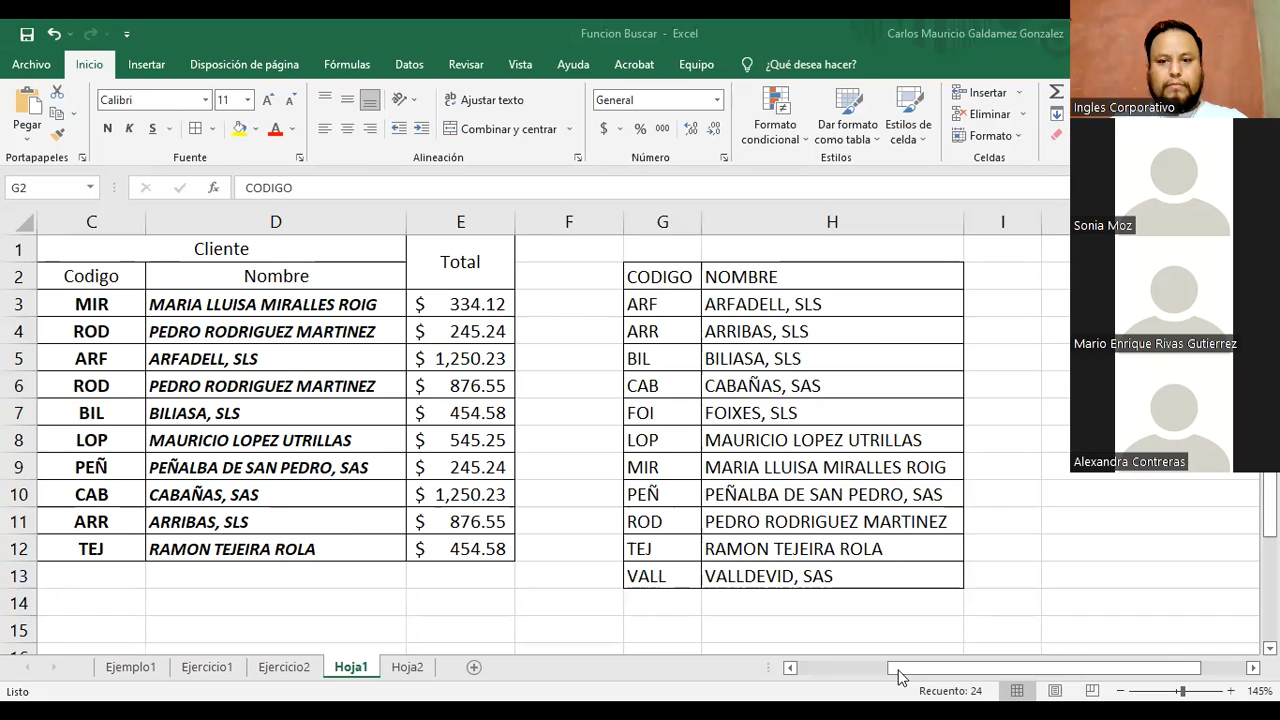 Funcion Buscar - Excel
Carlos Mauricio Galdamez Gonzalez
Archivo Inicio Insertar Disposición de página Fórmulas Datos Revisar Vista Ayuda Acrobat Equipo ¿Qué desea hacer?
Pegar
Calibri 11
N K S
Ajustar texto
Combinar y centrar
General
$ % 000
Formato condicional
Dar formato como tabla
Estilos de celda
Insertar
Eliminar
Formato
Portapapeles Fuente Alineación Número Estilos Celdas
G2 fx CODIGO
C D E F G H I
1 Cliente Total
2 Codigo Nombre CODIGO NOMBRE
3 MIR MARIA LLUISA MIRALLES ROIG $ 334.12 ARF ARFADELL, SLS
4 ROD PEDRO RODRIGUEZ MARTINEZ $ 245.24 ARR ARRIBAS, SLS
5 ARF ARFADELL, SLS $ 1,250.23 BIL BILIASA, SLS
6 ROD PEDRO RODRIGUEZ MARTINEZ $ 876.55 CAB CABAÑAS, SAS
7 BIL BILIASA, SLS $ 454.58 FOI FOIXES, SLS
8 LOP MAURICIO LOPEZ UTRILLAS $ 545.25 LOP MAURICIO LOPEZ UTRILLAS
9 PEÑ PEÑALBA DE SAN PEDRO, SAS $ 245.24 MIR MARIA LLUISA MIRALLES ROIG
10 CAB CABAÑAS, SAS $ 1,250.23 PEÑ PEÑALBA DE SAN PEDRO, SAS
11 ARR ARRIBAS, SLS $ 876.55 ROD PEDRO RODRIGUEZ MARTINEZ
12 TEJ RAMON TEJEIRA ROLA $ 454.58 TEJ RAMON TEJEIRA ROLA
13 VALL VALLDEVID, SAS
14
15
Ejemplo1 Ejercicio1 Ejercicio2 Hoja1 Hoja2
Listo Recuento: 24 145%
Ingles Corporativo
Sonia Moz
Mario Enrique Rivas Gutierrez
Alexandra Contreras